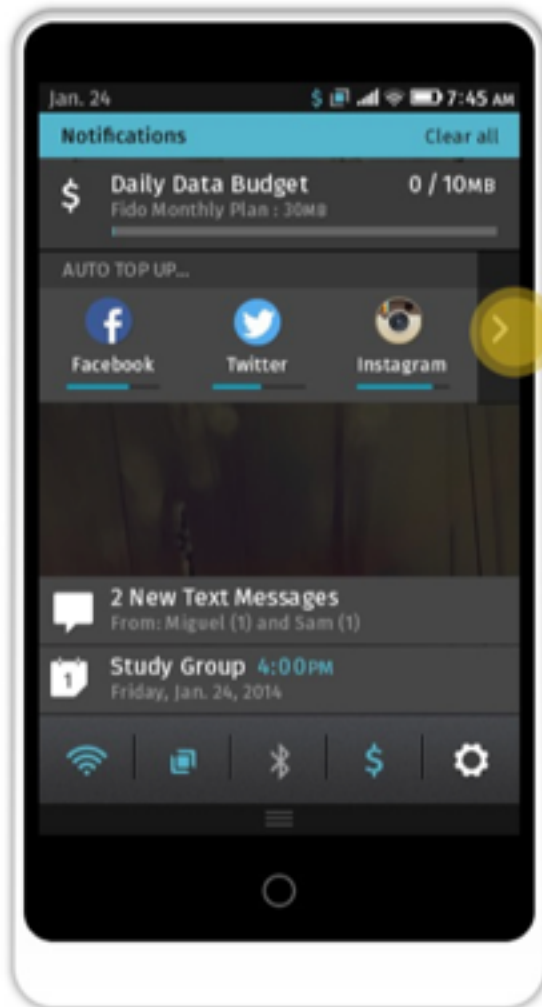 Jan. 24 $ 7:45 AM
Notifications Clear all
$ Daily Data Budget 0 / 10MB
Fido Monthly Plan : 30MB
AUTO TOP UP...
Facebook Twitter Instagram
2 New Text Messages
From: Miguel (1) and Sam (1)
1 Study Group 4:00PM
Friday, Jan. 24, 2014
$